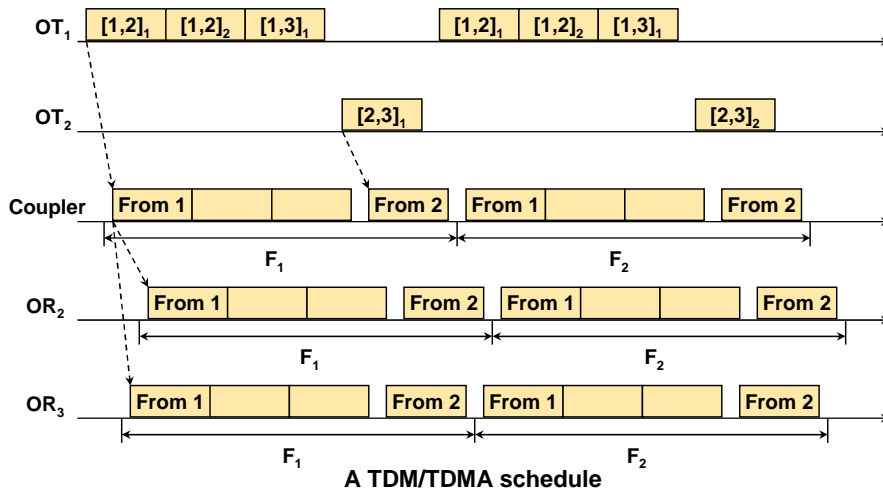 OT₁ [1,2]₁ [1,2]₂ [1,3]₁ [1,2]₁ [1,2]₂ [1,3]₁
OT₂ [2,3]₁ [2,3]₂
Coupler From 1 From 2 From 1 From 2
F₁ F₂
OR₂ From 1 From 2 From 1 From 2
F₁ F₂
OR₃ From 1 From 2 From 1 From 2
F₁ F₂
A TDM/TDMA schedule